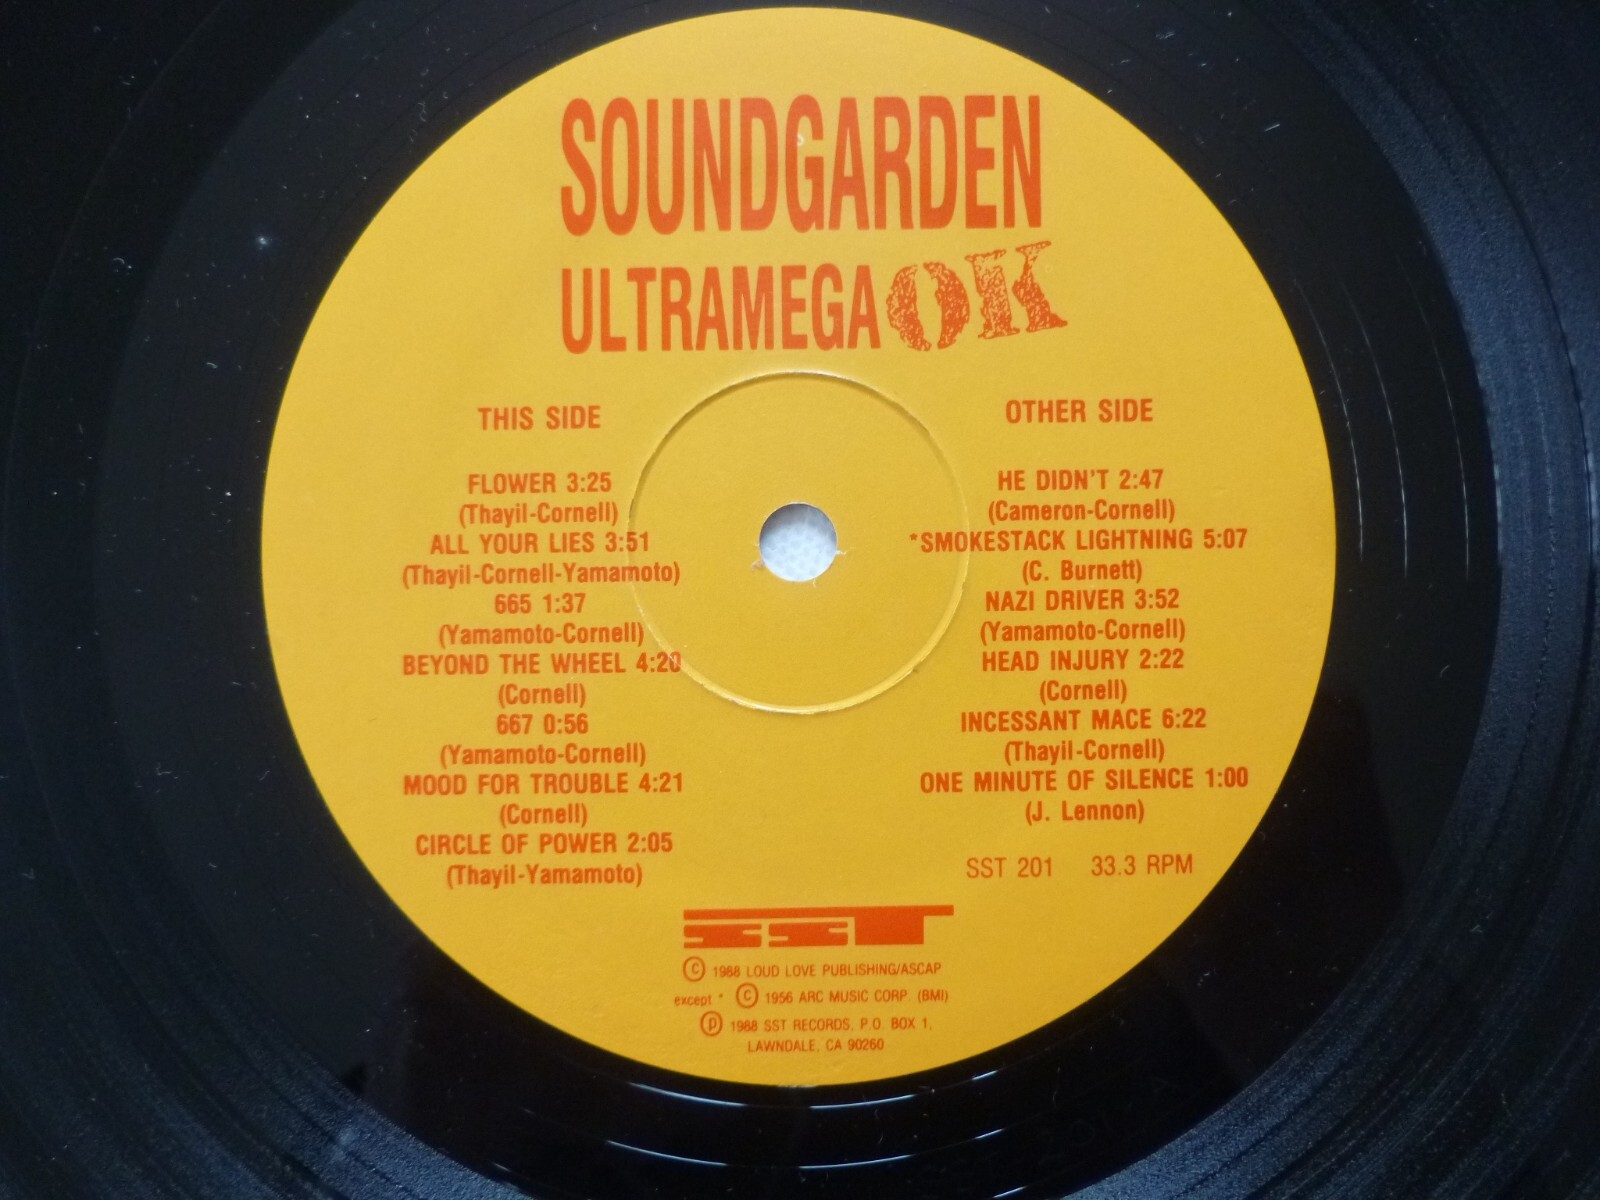 SOUNDGARDEN
ULTRAMEGA OK
THIS SIDE
FLOWER 3:25
(Thayil-Cornell)
ALL YOUR LIES 3:51
(Thayil-Cornell-Yamamoto)
665 1:37
(Yamamoto-Cornell)
BEYOND THE WHEEL 4:20
(Cornell)
667 0:56
(Yamamoto-Cornell)
MOOD FOR TROUBLE 4:21
(Cornell)
CIRCLE OF POWER 2:05
(Thayil-Yamamoto)
OTHER SIDE
HE DIDN'T 2:47
(Cameron-Cornell)
*SMOKESTACK LIGHTNING 5:07
(C. Burnett)
NAZI DRIVER 3:52
(Yamamoto-Cornell)
HEAD INJURY 2:22
(Cornell)
INCESSANT MACE 6:22
(Thayil-Cornell)
ONE MINUTE OF SILENCE 1:00
(J. Lennon)
SST 201 33.3 RPM
SST
© 1988 LOUD LOVE PUBLISHING/ASCAP
except * © 1956 ARC MUSIC CORP. (BMI)
℗ 1988 SST RECORDS, P.O. BOX 1,
LAWNDALE, CA 90260